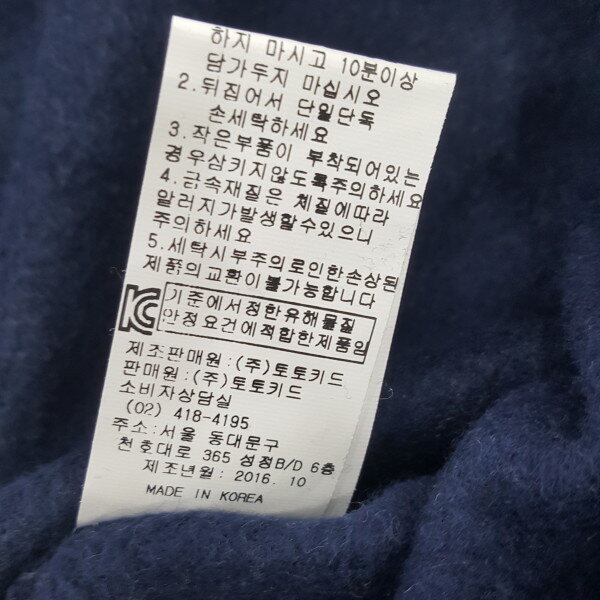 하지 마시고 10분이상
담가두지 마십시오
2.뒤집어서 단일단독
손세탁하세요
3.작은부품이 부착되어있는
경우삼키지않도록주의하세요
4.금속재질은 체질에따라
알러지가발생할수있으니
주의하세요
5.세탁시부주의로인한손상된
제품의교환이불가능합니다
KC 기준에서정한유해물질
안정요건에적합한제품임
제조판매원:(주)토토키드
판매원:(주)토토키드
소비자상담실
(02) 418-4195
주소:서울 동대문구
천호대로 365 성정B/D 6층
제조년월:2016.10
MADE IN KOREA